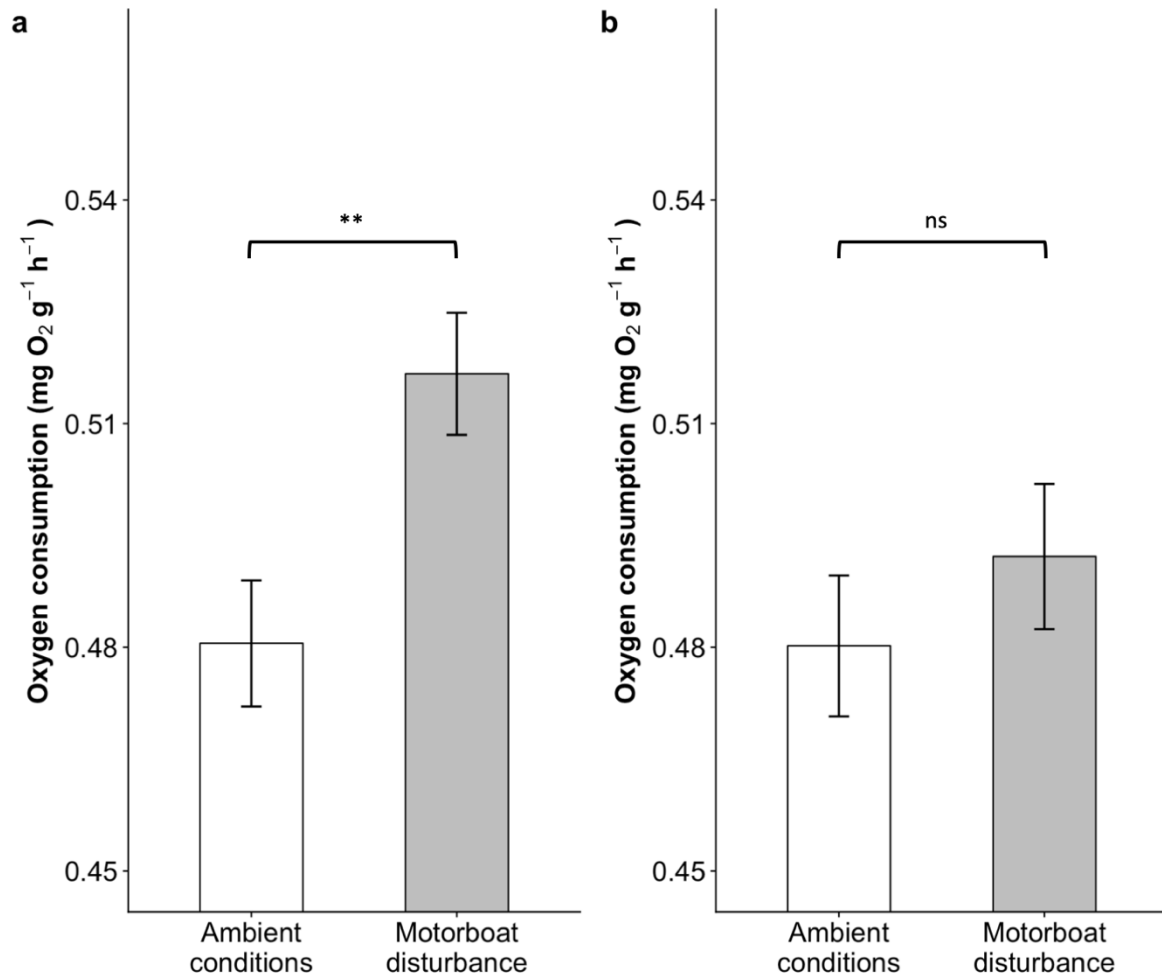 a
Oxygen consumption (mg O₂ g⁻¹ h⁻¹ )
0.54
0.51
0.48
0.45
**
Ambient
conditions
Motorboat
disturbance
b
Oxygen consumption (mg O₂ g⁻¹ h⁻¹ )
0.54
0.51
0.48
0.45
ns
Ambient
conditions
Motorboat
disturbance